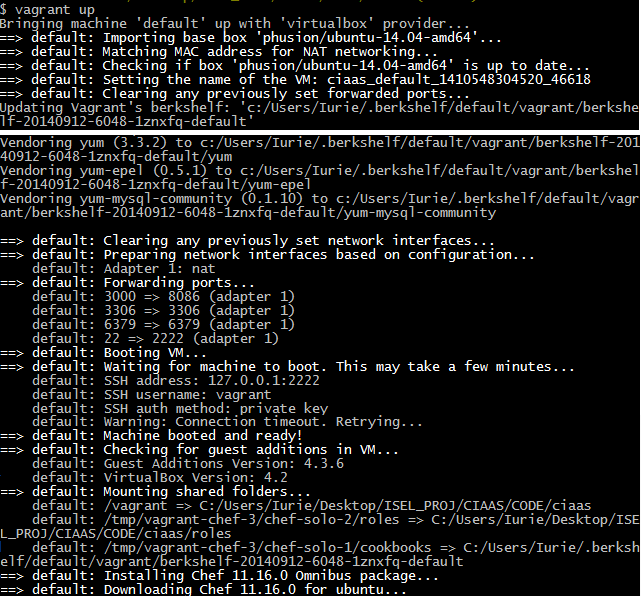 $ vagrant up
Bringing machine 'default' up with 'virtualbox' provider...
==> default: Importing base box 'phusion/ubuntu-14.04-amd64'...
==> default: Matching MAC address for NAT networking...
==> default: Checking if box 'phusion/ubuntu-14.04-amd64' is up to date...
==> default: Setting the name of the VM: ciaas_default_1410548304520_46618
==> default: Clearing any previously set forwarded ports...
Updating Vagrant's berkshelf: 'c:/Users/Iurie/.berkshelf/default/vagrant/berkshe
lf-20140912-6048-1znxfq-default'
Vendoring yum (3.3.2) to c:/Users/Iurie/.berkshelf/default/vagrant/berkshelf-201
40912-6048-1znxfq-default/yum
Vendoring yum-epel (0.5.1) to c:/Users/Iurie/.berkshelf/default/vagrant/berkshel
f-20140912-6048-1znxfq-default/yum-epel
Vendoring yum-mysql-community (0.1.10) to c:/Users/Iurie/.berkshelf/default/vagr
ant/berkshelf-20140912-6048-1znxfq-default/yum-mysql-community
==> default: Clearing any previously set network interfaces...
==> default: Preparing network interfaces based on configuration...
default: Adapter 1: nat
==> default: Forwarding ports...
default: 3000 => 8086 (adapter 1)
default: 3306 => 3306 (adapter 1)
default: 6379 => 6379 (adapter 1)
default: 22 => 2222 (adapter 1)
==> default: Booting VM...
==> default: Waiting for machine to boot. This may take a few minutes...
default: SSH address: 127.0.0.1:2222
default: SSH username: vagrant
default: SSH auth method: private key
default: Warning: Connection timeout. Retrying...
==> default: Machine booted and ready!
==> default: Checking for guest additions in VM...
default: Guest Additions Version: 4.3.6
default: VirtualBox Version: 4.2
==> default: Mounting shared folders...
default: /vagrant => C:/Users/Iurie/Desktop/ISEL_PROJ/CIAAS/CODE/ciaas
default: /tmp/vagrant-chef-3/chef-solo-2/roles => C:/Users/Iurie/Desktop/ISE
L_PROJ/CIAAS/CODE/ciaas/roles
default: /tmp/vagrant-chef-3/chef-solo-1/cookbooks => C:/Users/Iurie/.berksh
elf/default/vagrant/berkshelf-20140912-6048-1znxfq-default
==> default: Installing Chef 11.16.0 Omnibus package...
==> default: Downloading Chef 11.16.0 for ubuntu...